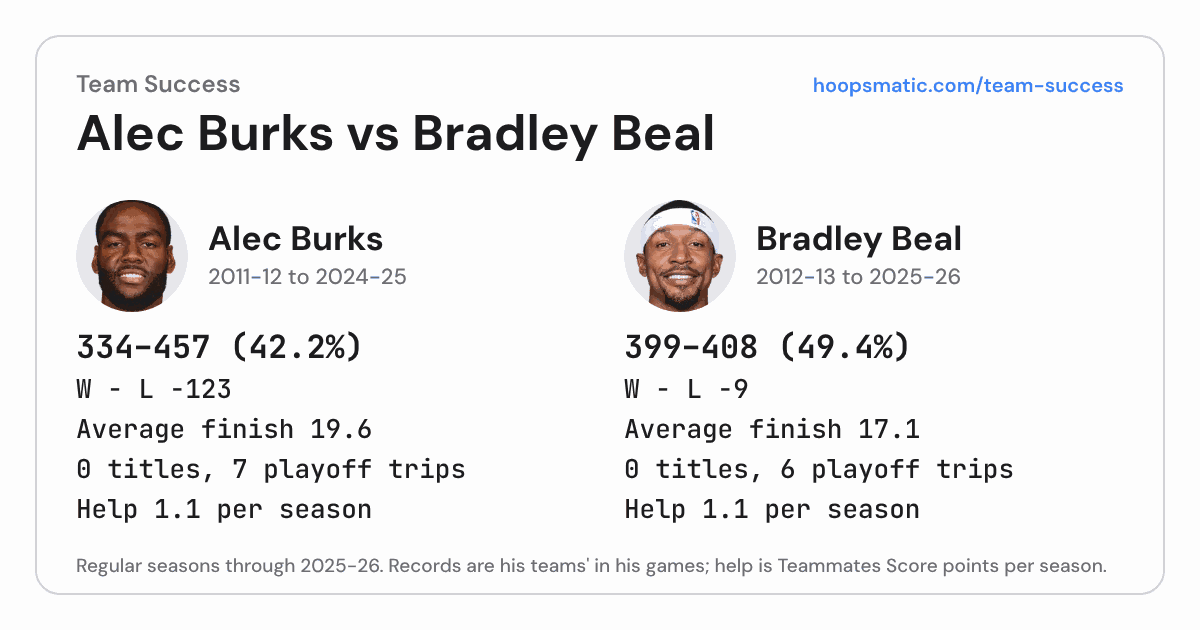 Team Success
hoopsmatic.com/team-success
Alec Burks vs Bradley Beal
Alec Burks
2011-12 to 2024-25
334-457 (42.2%)
W - L -123
Average finish 19.6
0 titles, 7 playoff trips
Help 1.1 per season
Bradley Beal
2012-13 to 2025-26
399-408 (49.4%)
W - L -9
Average finish 17.1
0 titles, 6 playoff trips
Help 1.1 per season
Regular seasons through 2025-26. Records are his teams' in his games; help is Teammates Score points per season.